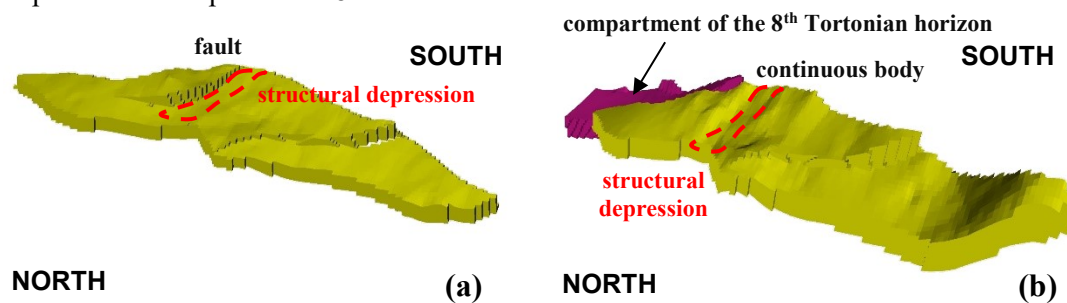 fault
SOUTH
structural depression
NORTH
(a)
compartment of the 8th Tortonian horizon
SOUTH
continuous body
structural
depression
NORTH
(b)